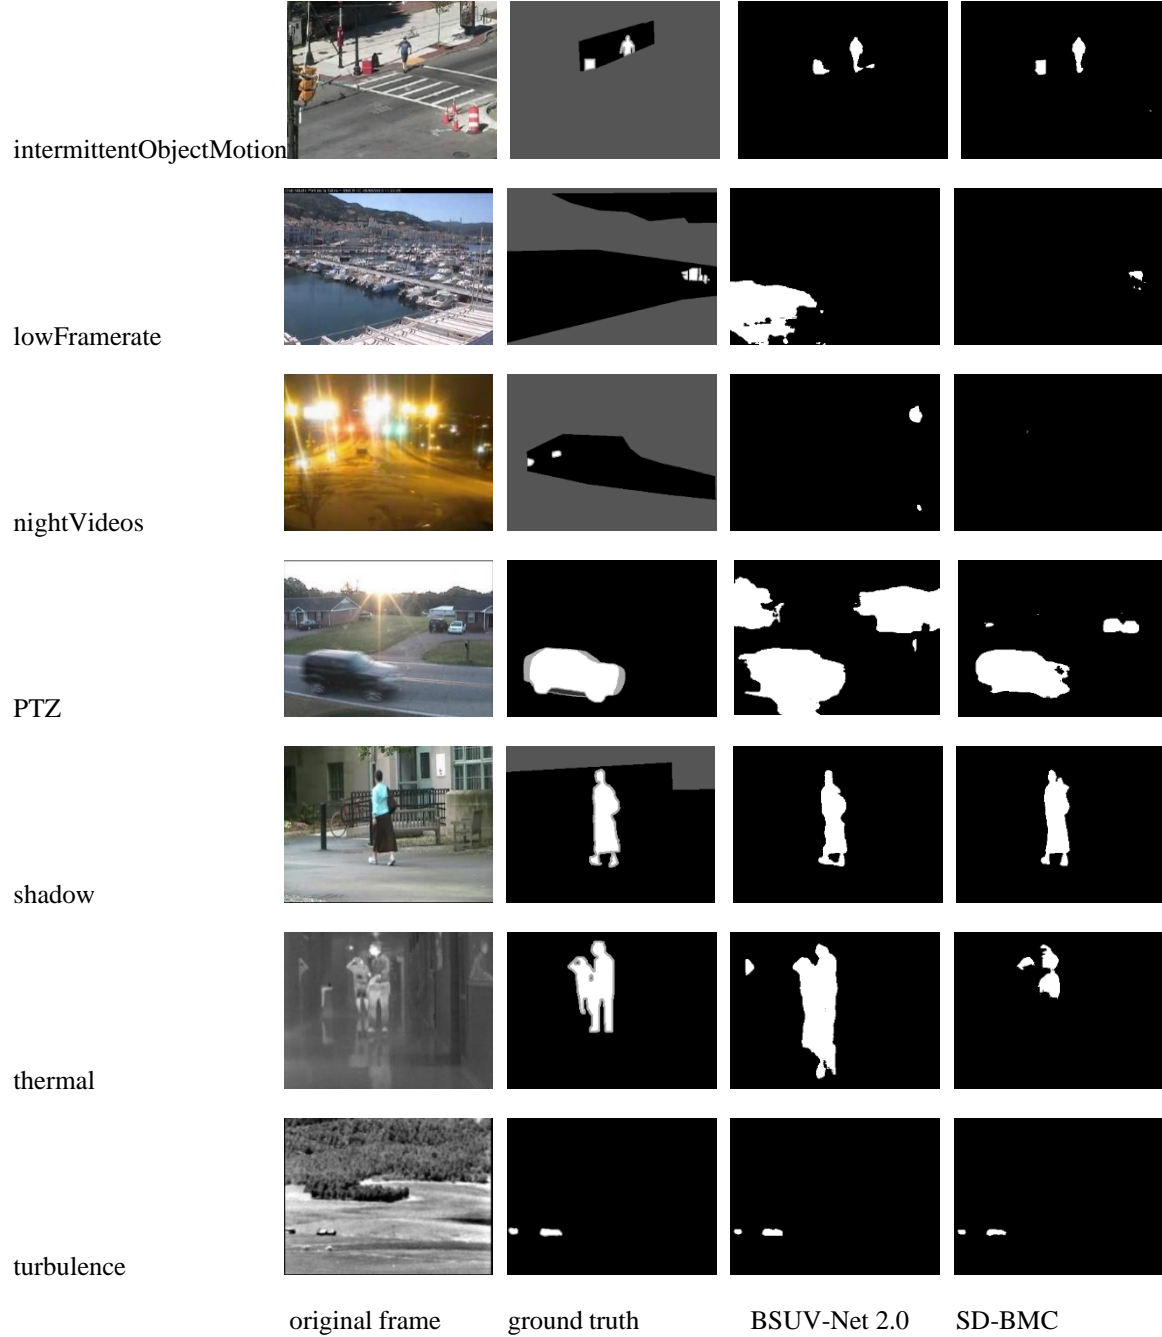 intermittentObjectMotion
lowFramerate
nightVideos
PTZ
shadow
thermal
turbulence
original frame ground truth BSUV-Net 2.0 SD-BMC